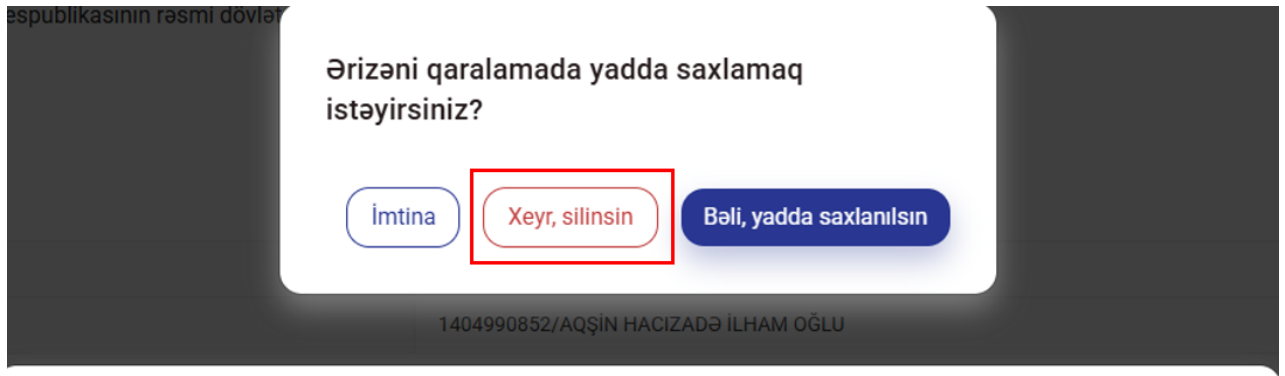 espublikasının rəsmi dövlət
Ərizəni qaralamada yadda saxlamaq
istəyirsiniz?
İmtina
Xeyr, silinsin
Bəli, yadda saxlanılsın
1404990852/AQŞİN HACIZADƏ İLHAM OĞLU